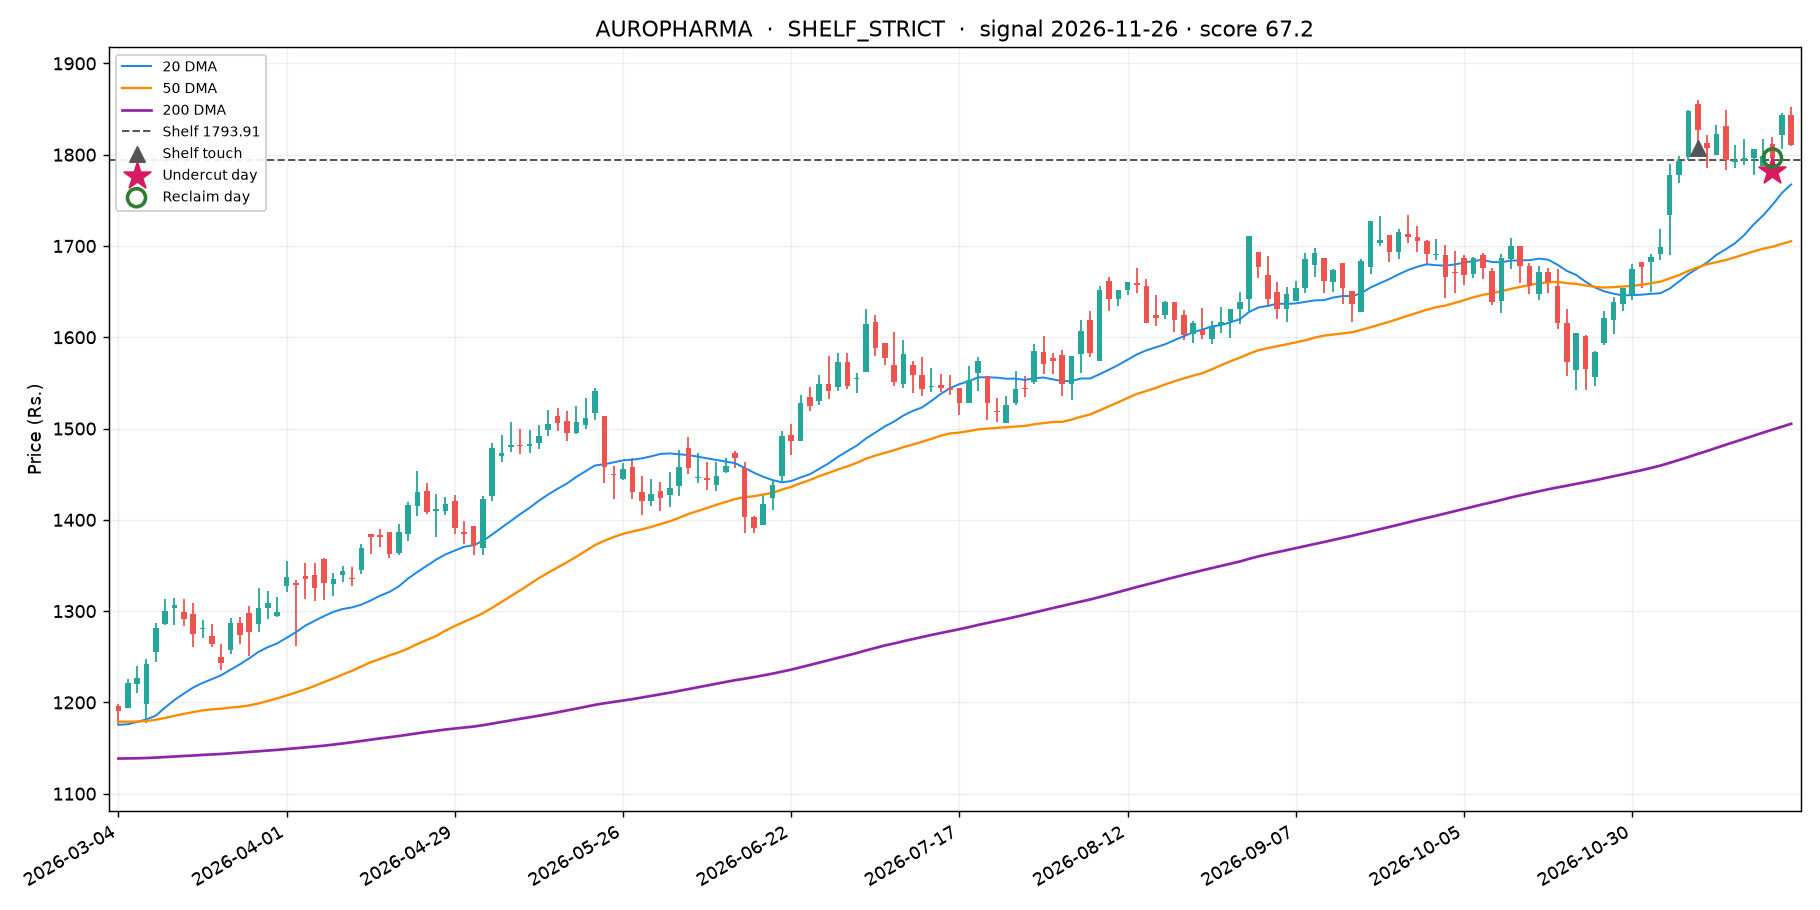 AUROPHARMA · SHELF_STRICT · signal 2026-11-26 · score 67.2
20 DMA
50 DMA
200 DMA
Shelf 1793.91
Shelf touch
Undercut day
Reclaim day
Price (Rs.)
1900
1800
1700
1600
1500
1400
1300
1200
1100
2026-03-04
2026-04-01
2026-04-29
2026-05-26
2026-06-22
2026-07-17
2026-08-12
2026-09-07
2026-10-05
2026-10-30